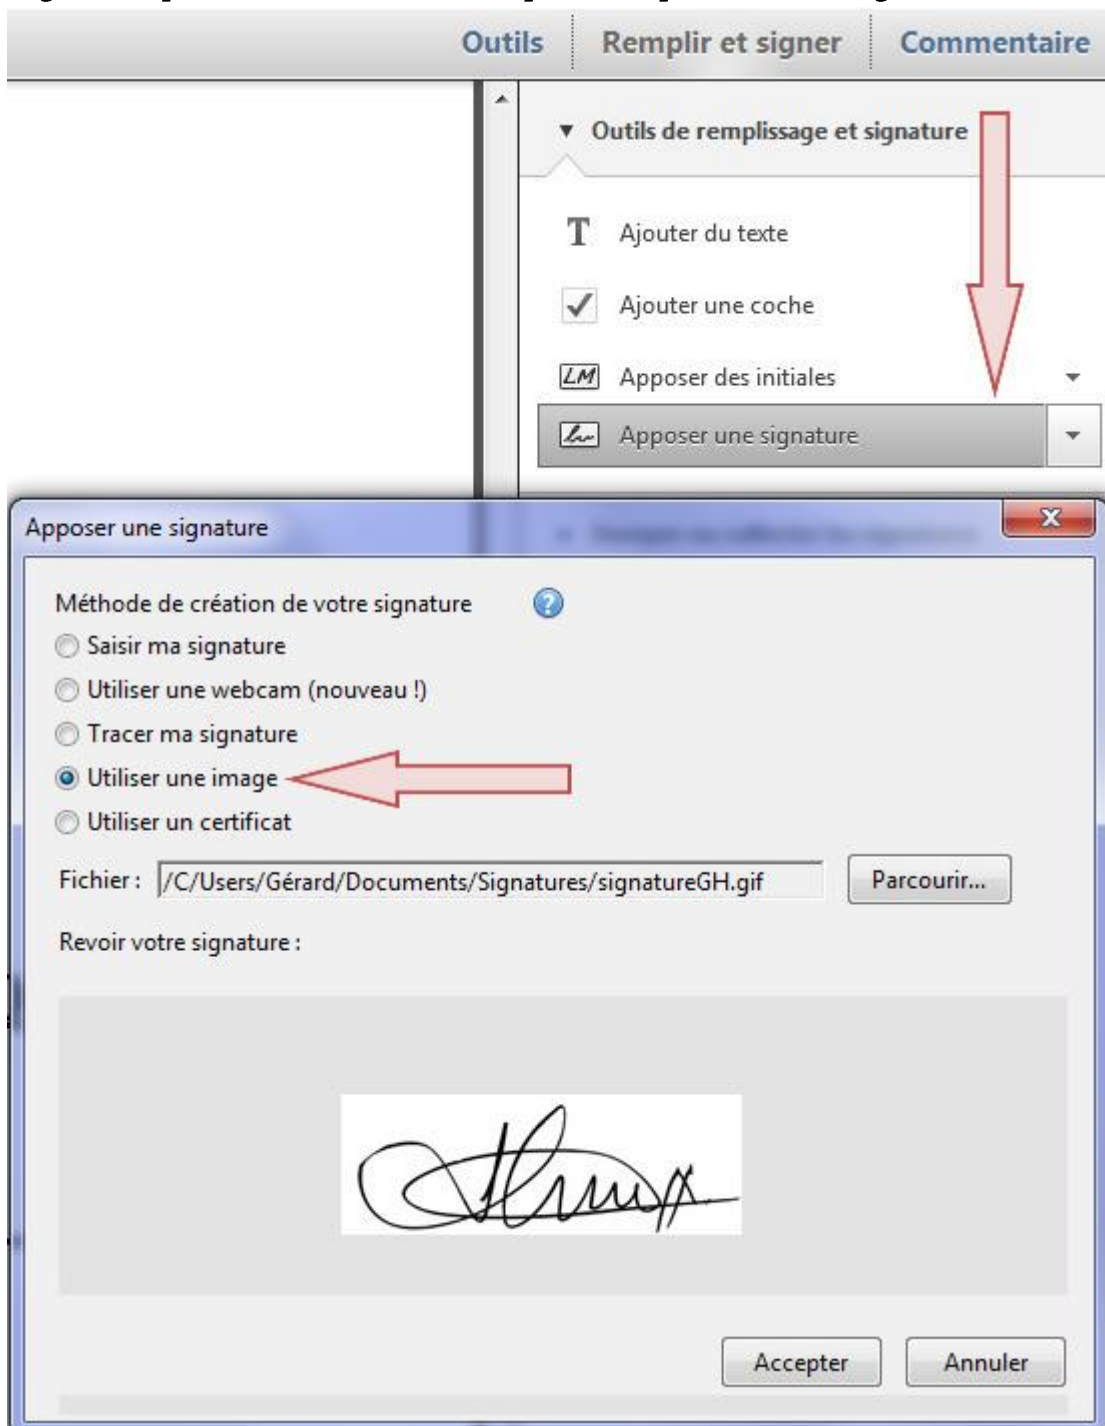 Outils Remplir et signer Commentaire
Outils de remplissage et signature
T Ajouter du texte
Ajouter une coche
LM Apposer des initiales
Apposer une signature
Apposer une signature
Méthode de création de votre signature ?
Saisir ma signature
Utiliser une webcam (nouveau !)
Tracer ma signature
Utiliser une image
Utiliser un certificat
Fichier : /C/Users/Gérard/Documents/Signatures/signatureGH.gif Parcourir...
Revoir votre signature :
Accepter Annuler